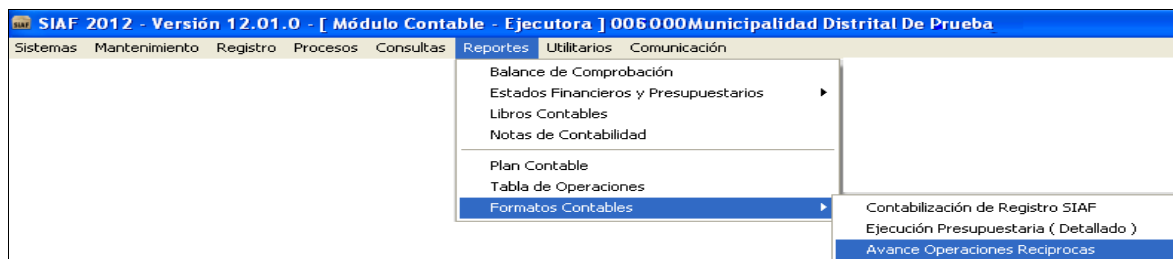 SIAF 2012 - Versión 12.01.0 - [ Módulo Contable - Ejecutora ] 006000Municipalidad Distrital De Prueba
Sistemas Mantenimiento Registro Procesos Consultas Reportes Utilitarios Comunicación
Balance de Comprobación
Estados Financieros y Presupuestarios
Libros Contables
Notas de Contabilidad
Plan Contable
Tabla de Operaciones
Formatos Contables
Contabilización de Registro SIAF
Ejecución Presupuestaria ( Detallado )
Avance Operaciones Reciprocas